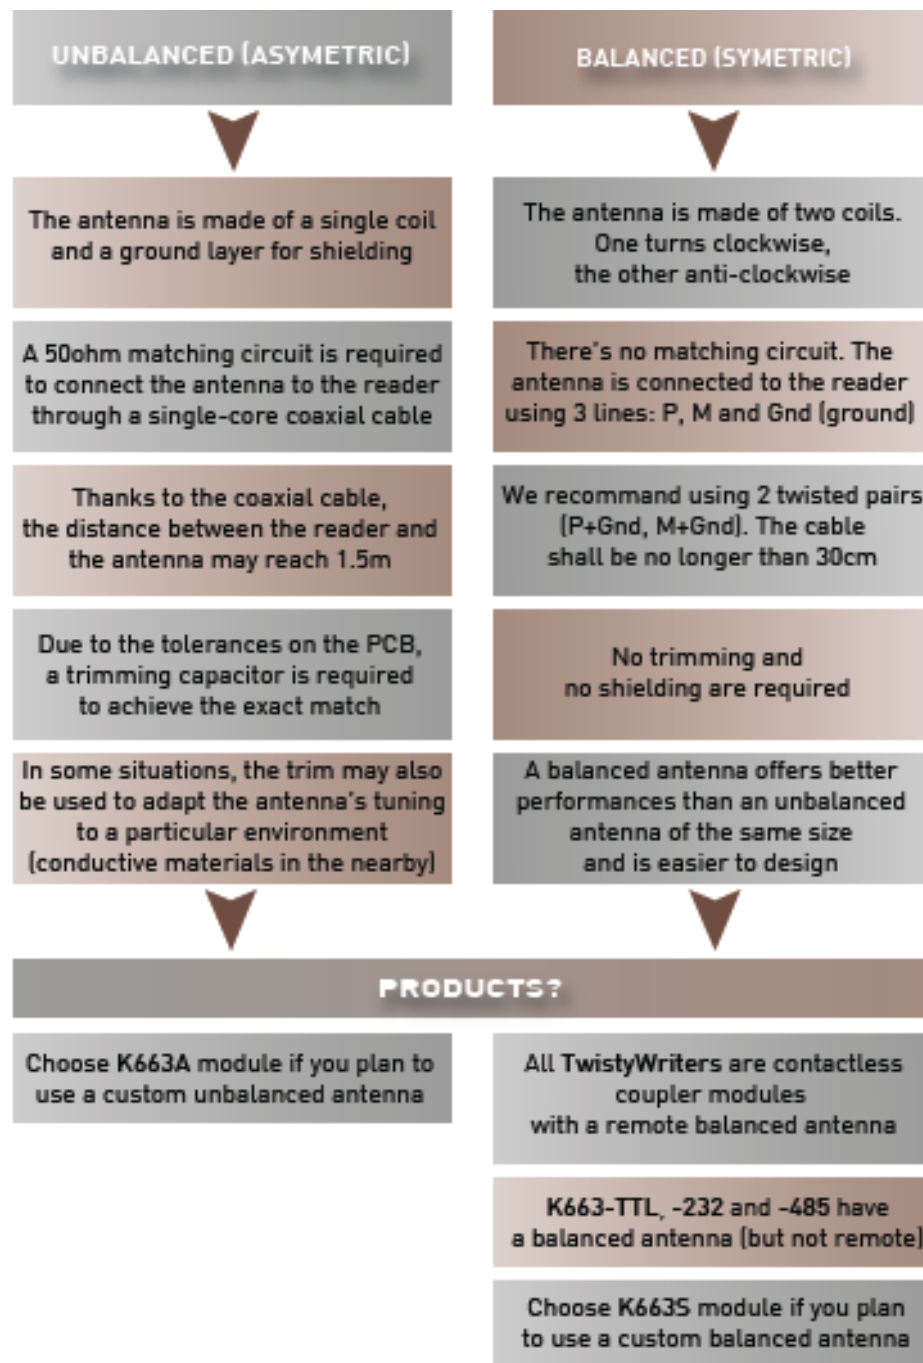 UNBALANCED (ASYMETRIC)
The antenna is made of a single coil
and a ground layer for shielding
A 50ohm matching circuit is required
to connect the antenna to the reader
through a single-core coaxial cable
Thanks to the coaxial cable,
the distance between the reader and
the antenna may reach 1.5m
Due to the tolerances on the PCB,
a trimming capacitor is required
to achieve the exact match
In some situations, the trim may also
be used to adapt the antenna's tuning
to a particular environment
(conductive materials in the nearby)
BALANCED (SYMETRIC)
The antenna is made of two coils.
One turns clockwise,
the other anti-clockwise
There's no matching circuit. The
antenna is connected to the reader
using 3 lines: P, M and Gnd (ground)
We recommand using 2 twisted pairs
(P+Gnd, M+Gnd). The cable
shall be no longer than 30cm
No trimming and
no shielding are required
A balanced antenna offers better
performances than an unbalanced
antenna of the same size
and is easier to design
PRODUCTS?
Choose K663A module if you plan to
use a custom unbalanced antenna
All TwistyWriters are contactless
coupler modules
with a remote balanced antenna
K663-TTL, -232 and -485 have
a balanced antenna (but not remote)
Choose K663S module if you plan
to use a custom balanced antenna